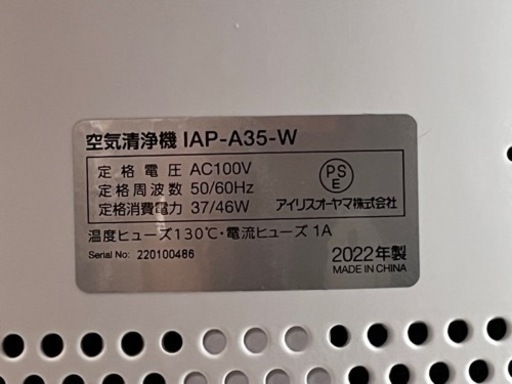 空気清浄機 IAP-A35-W
定格電圧 AC100V
定格周波数 50/60Hz
定格消費電力 37/46W
PS
E
アイリスオーヤマ株式会社
温度ヒューズ130℃・電流ヒューズ1A
Serial No: 220100486
2022年製
MADE IN CHINA